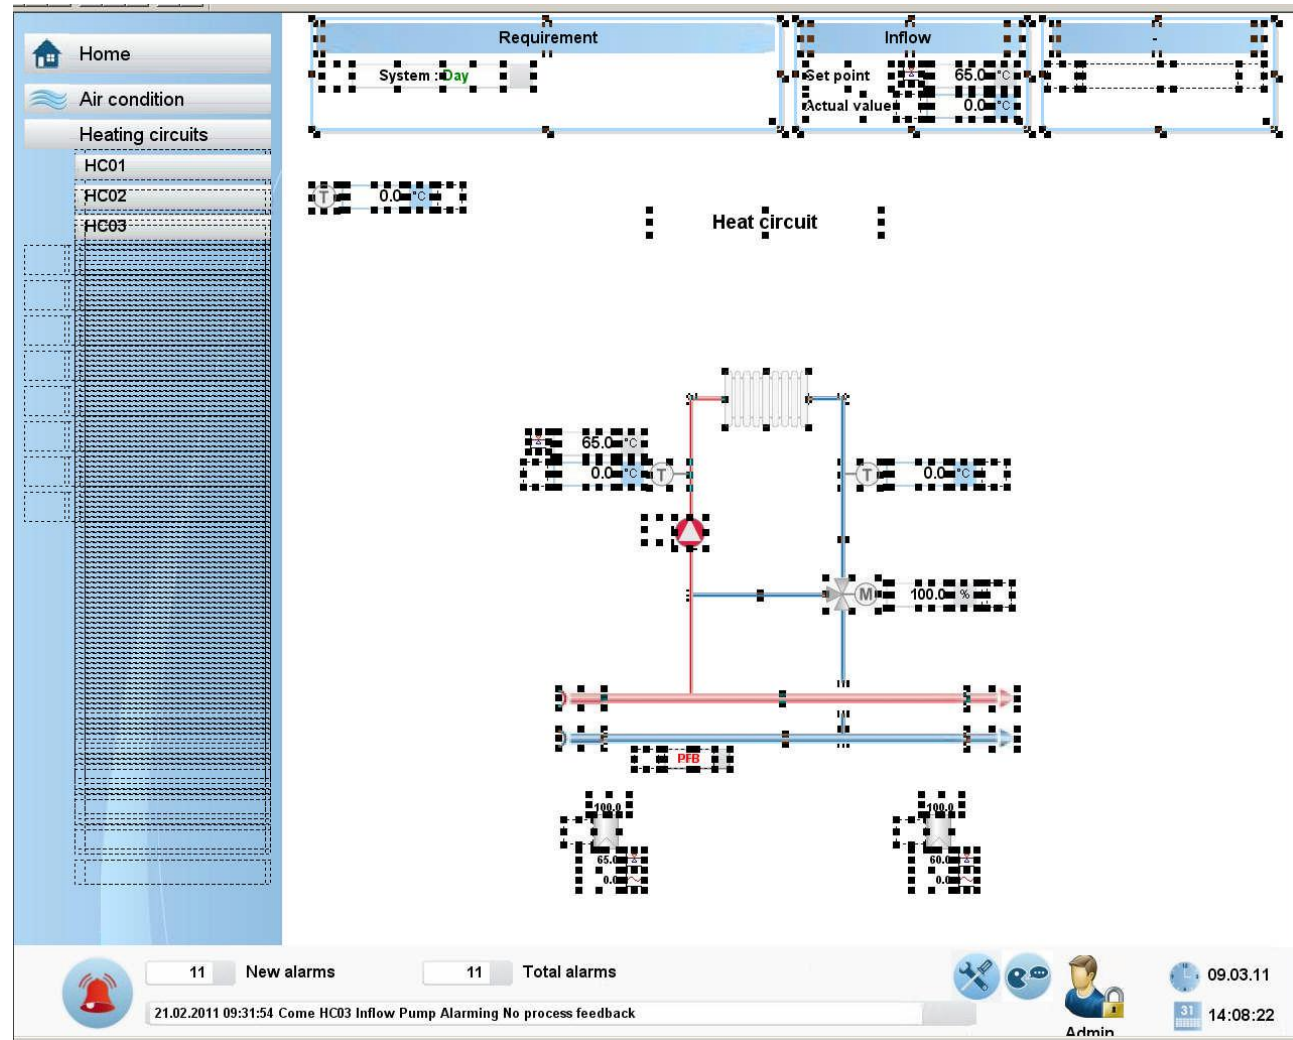 Home
Air condition
Heating circuits
HC01
HC02
HC03
Requirement
System : Day
Inflow
Set point 65.0 °C
Actual value 0.0 °C
-
T 0.0 °C
Heat circuit
65.0 °C
0.0 °C T
T 0.0 °C
M 100.0 %
PFB
100.0
65.0
0.0
100.0
60.0
0.0
11 New alarms
11 Total alarms
21.02.2011 09:31:54 Come HC03 Inflow Pump Alarming No process feedback
Admin
09.03.11
31 14:08:22